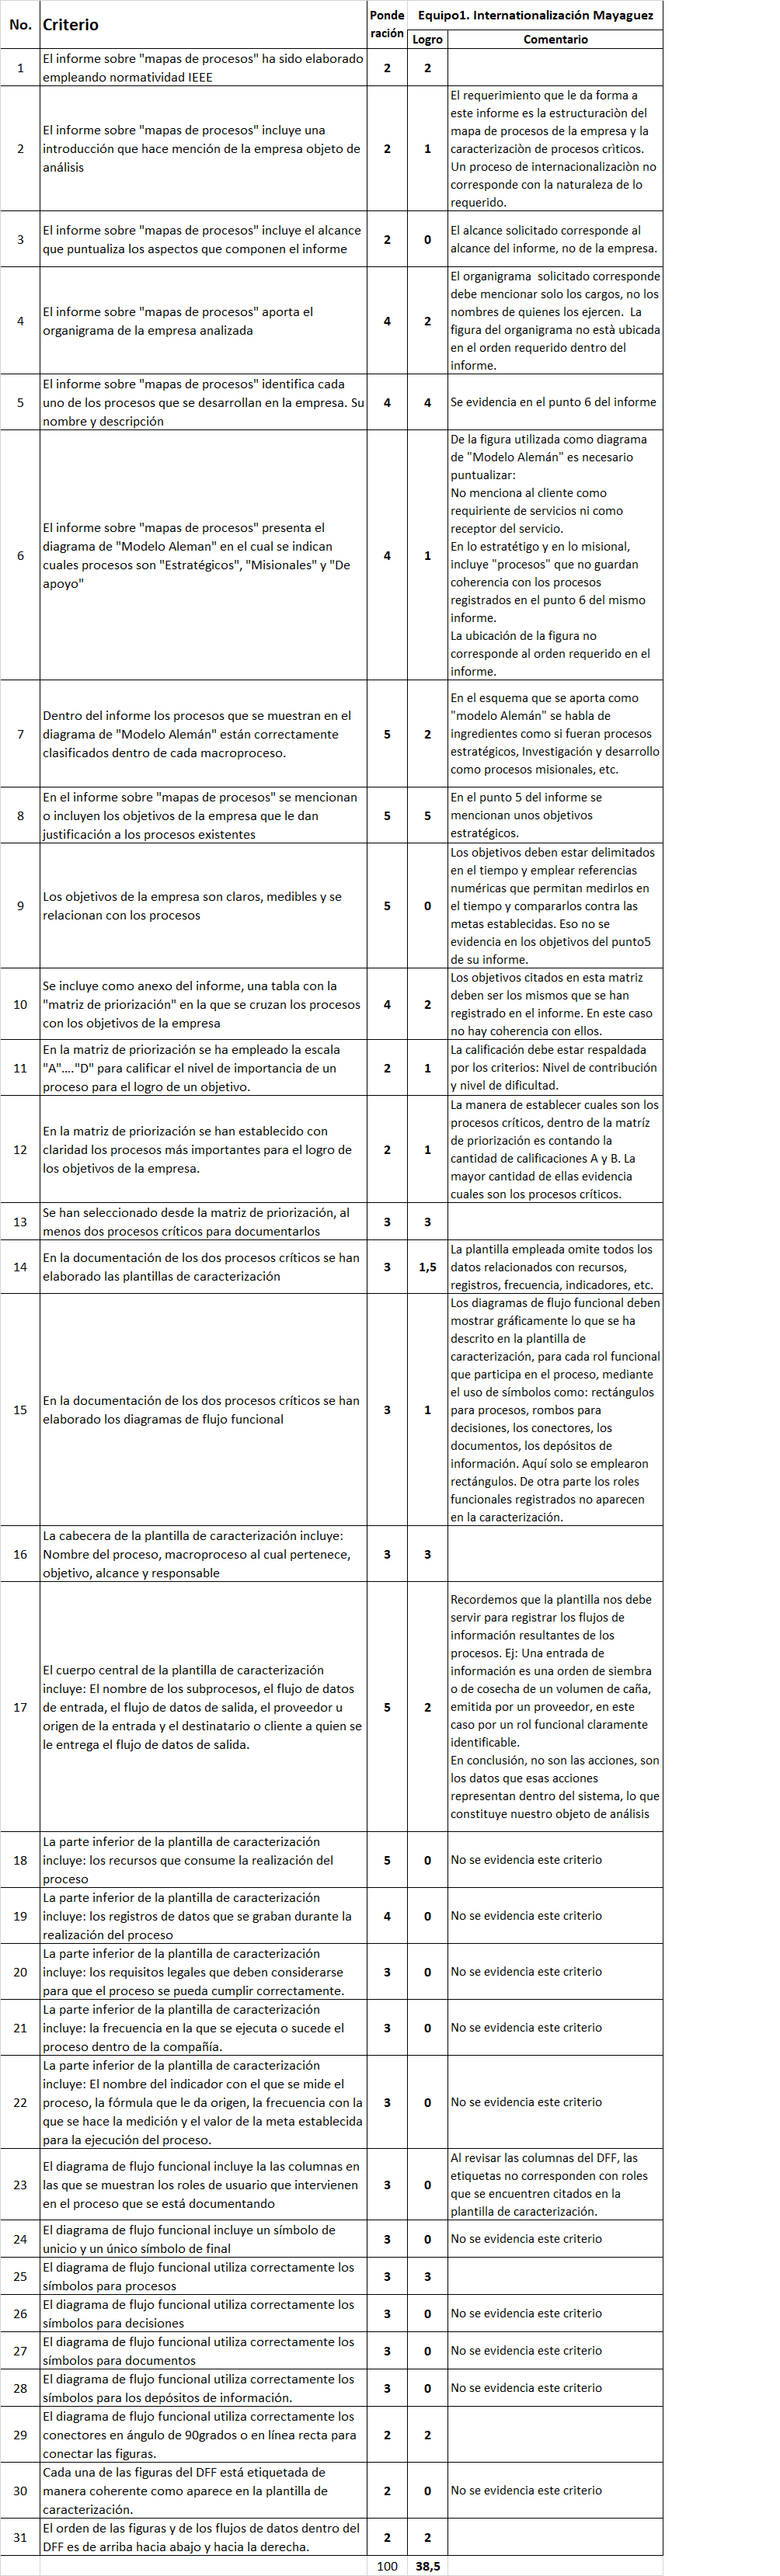 No. Criterio Ponde Equipo1. Internationalización Mayaguez
ración Logro Comentario
1 El informe sobre "mapas de procesos" ha sido elaborado 2 2
empleando normatividad IEEE
2 El informe sobre "mapas de procesos" incluye una 2 1
introducción que hace mención de la empresa objeto de
análisis
El requerimiento que le da forma a
este informe es la estructuraciòn del
mapa de procesos de la empresa y la
caracterizaciòn de procesos crìticos.
Un proceso de internacionalizaciòn no
corresponde con la naturaleza de lo
requerido.
3 El informe sobre "mapas de procesos" incluye el alcance 2 0
que puntualiza los aspectos que componen el informe
El alcance solicitado corresponde al
alcance del informe, no de la empresa.
4 El informe sobre "mapas de procesos" aporta el 4 2
organigrama de la empresa analizada
El organigrama  solicitado corresponde
debe mencionar solo los cargos, no los
nombres de quienes los ejercen.  La
figura del organigrama no està ubicada
en el orden requerido dentro del
informe.
5 El informe sobre "mapas de procesos" identifica cada 4 4
uno de los procesos que se desarrollan en la empresa. Su
nombre y descripción
Se evidencia en el punto 6 del informe
6 El informe sobre "mapas de procesos" presenta el 4 1
diagrama de "Modelo Aleman" en el cual se indican
cuales procesos son "Estratégicos", "Misionales" y "De
apoyo"
De la figura utilizada como diagrama
de "Modelo Alemán" es necesario
puntualizar:
No menciona al cliente como
requiriente de servicios ni como
receptor del servicio.
En lo estratétigo y en lo misional,
incluye "procesos" que no guardan
coherencia con los procesos
registrados en el punto 6 del mismo
informe.
La ubicación de la figura no
corresponde al orden requerido en el
informe.
7 Dentro del informe los procesos que se muestran en el 5 2
diagrama de "Modelo Alemán" están correctamente
clasificados dentro de cada macroproceso.
En el esquema que se aporta como
"modelo Alemán" se habla de
ingredientes como si fueran procesos
estratégicos, Investigación y desarrollo
como procesos misionales, etc.
8 En el informe sobre "mapas de procesos" se mencionan 5 5
o incluyen los objetivos de la empresa que le dan
justificación a los procesos existentes
En el punto 5 del informe se
mencionan unos objetivos
estratégicos.
9 Los objetivos de la empresa son claros, medibles y se 5 0
relacionan con los procesos
Los objetivos deben estar delimitados
en el tiempo y emplear referencias
numéricas que permitan medirlos en
el tiempo y compararlos contra las
metas establecidas. Eso no se
evidencia en los objetivos del punto5
de su informe.
10 Se incluye como anexo del informe, una tabla con la 4 2
"matriz de priorización" en la que se cruzan los procesos
con los objetivos de la empresa
Los objetivos citados en esta matriz
deben ser los mismos que se han
registrado en el informe. En este caso
no hay coherencia con ellos.
11 En la matriz de priorización se ha empleado la escala 2 1
"A"...."D" para calificar el nivel de importancia de un
proceso para el logro de un objetivo.
La calificación debe estar respaldada
por los criterios: Nivel de contribución
y nivel de dificultad.
12 En la matriz de priorización se han establecido con 2 1
claridad los procesos más importantes para el logro de
los objetivos de la empresa.
La manera de establecer cuales son los
procesos críticos, dentro de la matríz
de priorización es contando la
cantidad de calificaciones A y B. La
mayor cantidad de ellas evidencia
cuales son los procesos críticos.
13 Se han seleccionado desde la matriz de priorización, al 3 3
menos dos procesos críticos para documentarlos
14 En la documentación de los dos procesos críticos se han 3 1,5
elaborado las plantillas de caracterización
La plantilla empleada omite todos los
datos relacionados con recursos,
registros, frecuencia, indicadores, etc.
15 En la documentación de los dos procesos críticos se han 3 1
elaborado los diagramas de flujo funcional
Los diagramas de flujo funcional deben
mostrar gráficamente lo que se ha
descrito en la plantilla de
caracterización, para cada rol funcional
que participa en el proceso, mediante
el uso de símbolos como: rectángulos
para procesos, rombos para
decisiones, los conectores, los
documentos, los depósitos de
información. Aquí solo se emplearon
rectángulos. De otra parte los roles
funcionales registrados no aparecen
en la caracterización.
16 La cabecera de la plantilla de caracterización incluye: 3 3
Nombre del proceso, macroproceso al cual pertenece,
objetivo, alcance y responsable
17 El cuerpo central de la plantilla de caracterización 5 2
incluye: El nombre de los subprocesos, el flujo de datos
de entrada, el flujo de datos de salida, el proveedor u
origen de la entrada y el destinatario o cliente a quien se
le entrega el flujo de datos de salida.
Recordemos que la plantilla nos debe
servir para registrar los flujos de
información resultantes de los
procesos. Ej: Una entrada de
información es una orden de siembra
o de cosecha de un volumen de caña,
emitida por un proveedor, en este
caso por un rol funcional claramente
identificable.
En conclusión, no son las acciones, son
los datos que esas acciones
representan dentro del sistema, lo que
constituye nuestro objeto de análisis
18 La parte inferior de la plantilla de caracterización 5 0
incluye: los recursos que consume la realización del
proceso
No se evidencia este criterio
19 La parte inferior de la plantilla de caracterización 4 0
incluye: los registros de datos que se graban durante la
realización del proceso
No se evidencia este criterio
20 La parte inferior de la plantilla de caracterización 3 0
incluye: los requisitos legales que deben considerarse
para que el proceso se pueda cumplir correctamente.
No se evidencia este criterio
21 La parte inferior de la plantilla de caracterización 3 0
incluye: la frecuencia en la que se ejecuta o sucede el
proceso dentro de la compañía.
No se evidencia este criterio
22 La parte inferior de la plantilla de caracterización 3 0
incluye: El nombre del indicador con el que se mide el
proceso, la fórmula que le da origen, la frecuencia con la
que se hace la medición y el valor de la meta establecida
para la ejecución del proceso.
No se evidencia este criterio
23 El diagrama de flujo funcional incluye la las columnas en 3 0
las que se muestran los roles de usuario que intervienen
en el proceso que se está documentando
Al revisar las columnas del DFF, las
etiquetas no corresponden con roles
que se encuentren citados en la
plantilla de caracterización.
24 El diagrama de flujo funcional incluye un símbolo de 3 0
unicio y un único símbolo de final
No se evidencia este criterio
25 El diagrama de flujo funcional utiliza correctamente los 3 3
símbolos para procesos
26 El diagrama de flujo funcional utiliza correctamente los 3 0
símbolos para decisiones
No se evidencia este criterio
27 El diagrama de flujo funcional utiliza correctamente los 3 0
símbolos para documentos
No se evidencia este criterio
28 El diagrama de flujo funcional utiliza correctamente los 3 0
símbolos para los depósitos de información.
No se evidencia este criterio
29 El diagrama de flujo funcional utiliza correctamente los 2 2
conectores en ángulo de 90grados o en línea recta para
conectar las figuras.
30 Cada una de las figuras del DFF está etiquetada de 2 0
manera coherente como aparece en la plantilla de
caracterización.
No se evidencia este criterio
31 El orden de las figuras y de los flujos de datos dentro del 2 2
DFF es de arriba hacia abajo y hacia la derecha.
100 38,5